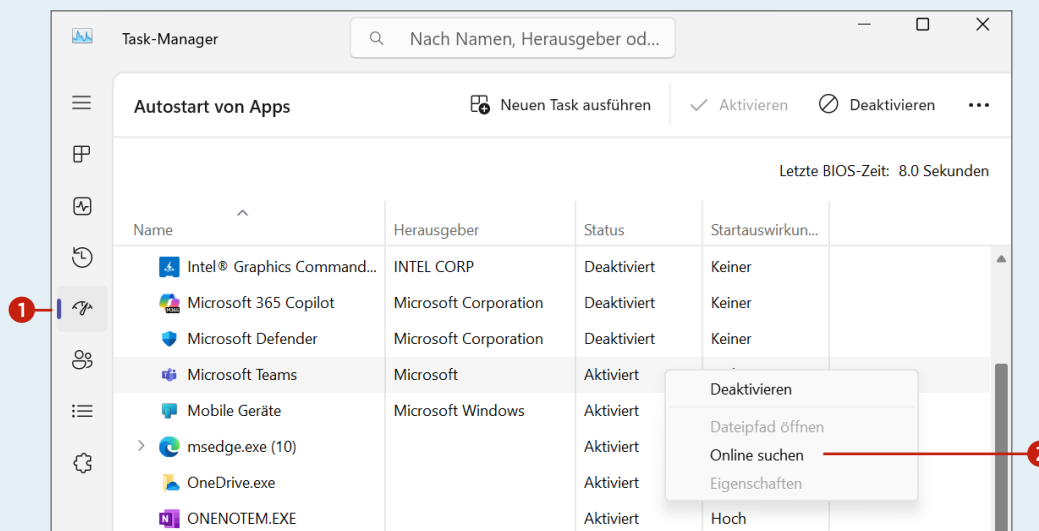 Task-Manager
Nach Namen, Herausgeber od...
Autostart von Apps
Neuen Task ausführen
Aktivieren
Deaktivieren
Letzte BIOS-Zeit: 8.0 Sekunden
Name Herausgeber Status Startauswirkun...
Intel® Graphics Command... INTEL CORP Deaktiviert Keiner
1
Microsoft 365 Copilot Microsoft Corporation Deaktiviert Keiner
Microsoft Defender Microsoft Corporation Deaktiviert Keiner
Microsoft Teams Microsoft Aktiviert
Deaktivieren
Mobile Geräte Microsoft Windows Aktiviert
Dateipfad öffnen
msedge.exe (10) Aktiviert
Online suchen
2
OneDrive.exe Aktiviert
Eigenschaften
ONENOTEM.EXE Aktiviert Hoch